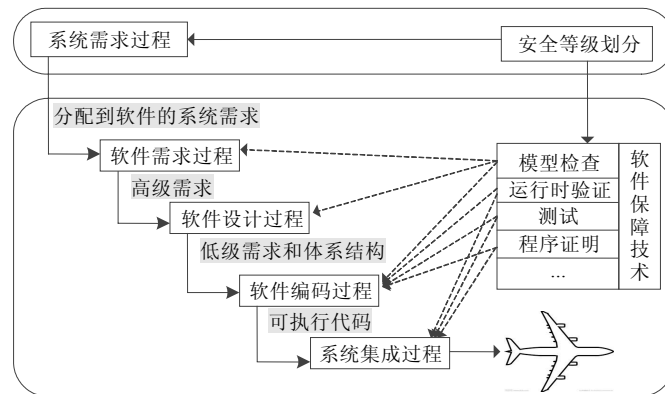 系统需求过程
安全等级划分
分配到软件的系统需求
软件需求过程
高级需求
软件设计过程
低级需求和体系结构
软件编码过程
可执行代码
系统集成过程
模型检查
运行时验证
测试
程序证明
...
软件保障技术